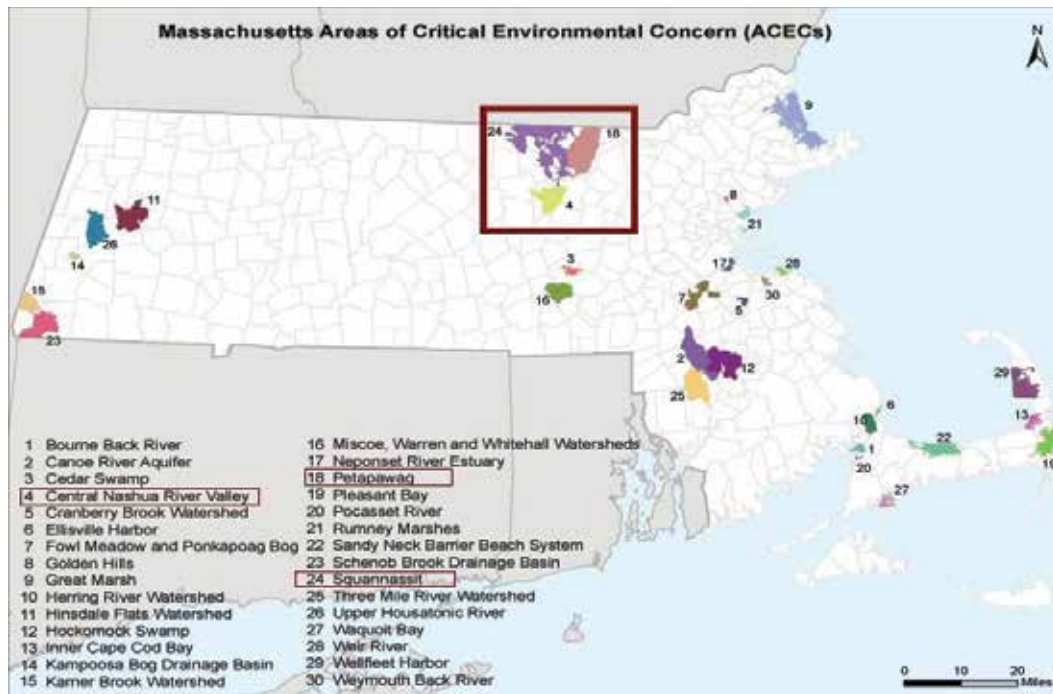 Massachusetts Areas of Critical Environmental Concern (ACECs)
N
9
24
18
8
11
4
21
26
14
3
17
28
30
15
16
7
5
23
2
12
25
29
6
13
10
22
1
19
20
27
1 Bourne Back River
2 Canoe River Aquifer
3 Cedar Swamp
4 Central Nashua River Valley
5 Cranberry Brook Watershed
6 Ellisville Harbor
7 Fowl Meadow and Ponkapoag Bog
8 Golden Hills
9 Great Marsh
10 Herring River Watershed
11 Hinsdale Flats Watershed
12 Hockomock Swamp
13 Inner Cape Cod Bay
14 Kampoosa Bog Drainage Basin
15 Karner Brook Watershed
16 Miscoe, Warren and Whitehall Watersheds
17 Neponset River Estuary
18 Petapawag
19 Pleasant Bay
20 Pocasset River
21 Rumney Marshes
22 Sandy Neck Barrier Beach System
23 Schenob Brook Drainage Basin
24 Squannassit
25 Three Mile River Watershed
26 Upper Housatonic River
27 Waquoit Bay
28 Weir River
29 Wellfleet Harbor
30 Weymouth Back River
0 10 20
Miles